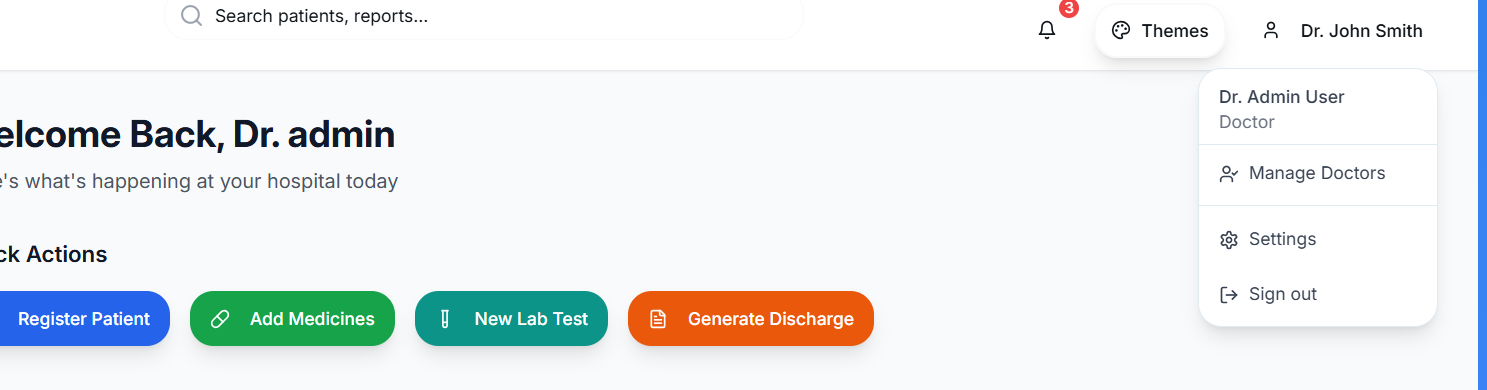 Search patients, reports...
3
Themes
Dr. John Smith
Dr. Admin User
Doctor
Manage Doctors
Settings
Sign out
elcome Back, Dr. admin
e's what's happening at your hospital today
ck Actions
Register Patient
Add Medicines
New Lab Test
Generate Discharge